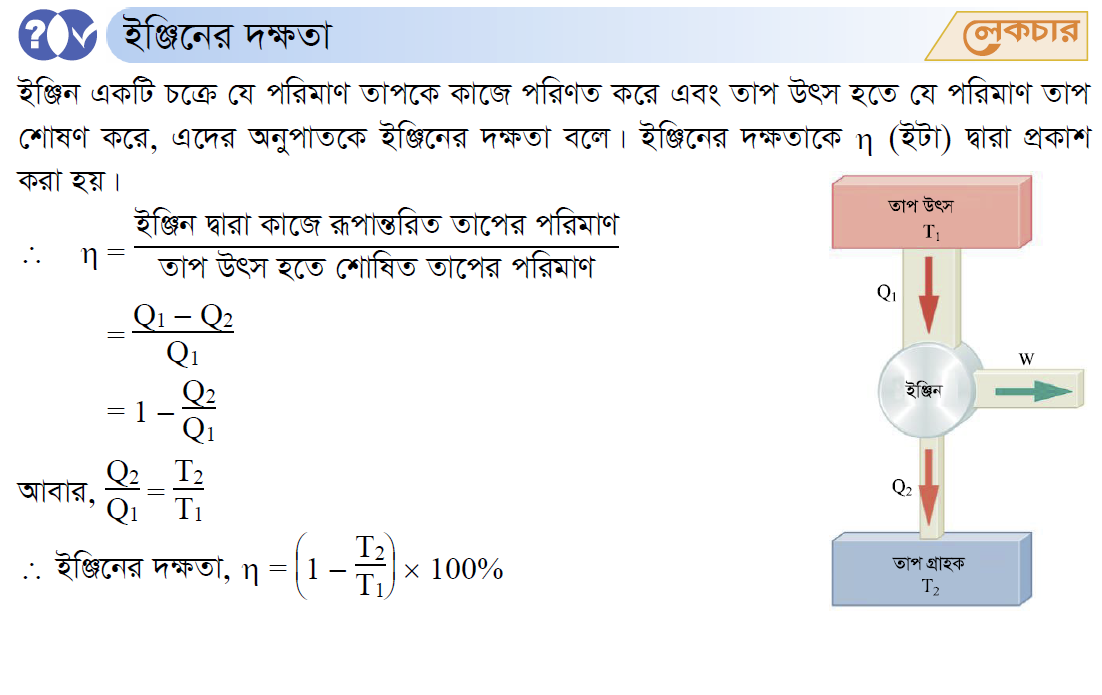 ইঞ্জিনের দক্ষতা
লেকচার
ইঞ্জিন একটি চক্রে যে পরিমাণ তাপকে কাজে পরিণত করে এবং তাপ উৎস হতে যে পরিমাণ তাপ
শোষণ করে, এদের অনুপাতকে ইঞ্জিনের দক্ষতা বলে। ইঞ্জিনের দক্ষতাকে η (ইটা) দ্বারা প্রকাশ
করা হয়।
∴ η = ইঞ্জিন দ্বারা কাজে রূপান্তরিত তাপের পরিমাণ
তাপ উৎস হতে শোষিত তাপের পরিমাণ
= Q1 – Q2
Q1
= 1 – Q2
Q1
আবার, Q2/Q1 = T2/T1
∴ ইঞ্জিনের দক্ষতা, η = (1 – T2/T1) × 100%
তাপ উৎস
T1
Q1
W
ইঞ্জিন
Q2
তাপ গ্রাহক
T2